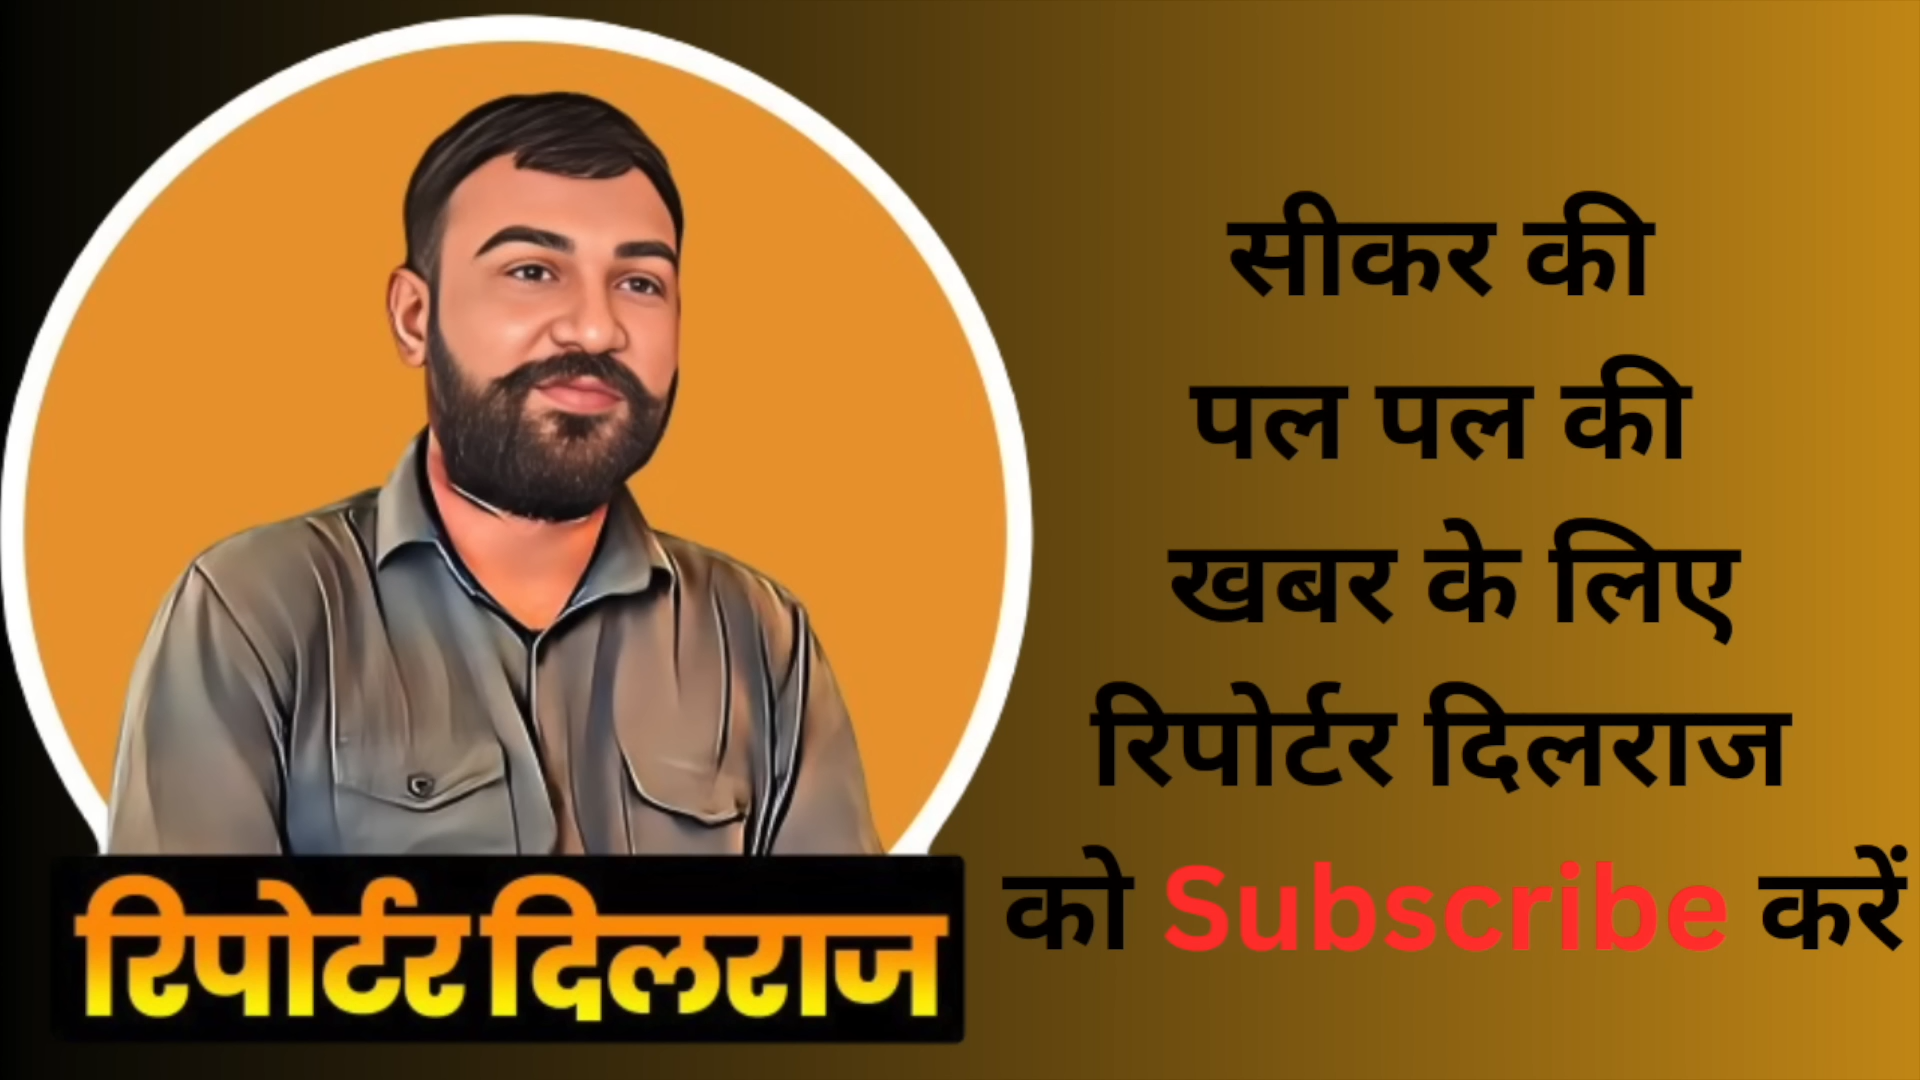 सीकर की
पल पल की
खबर के लिए
रिपोर्टर दिलराज
को Subscribe करें
रिपोर्टर दिलराज